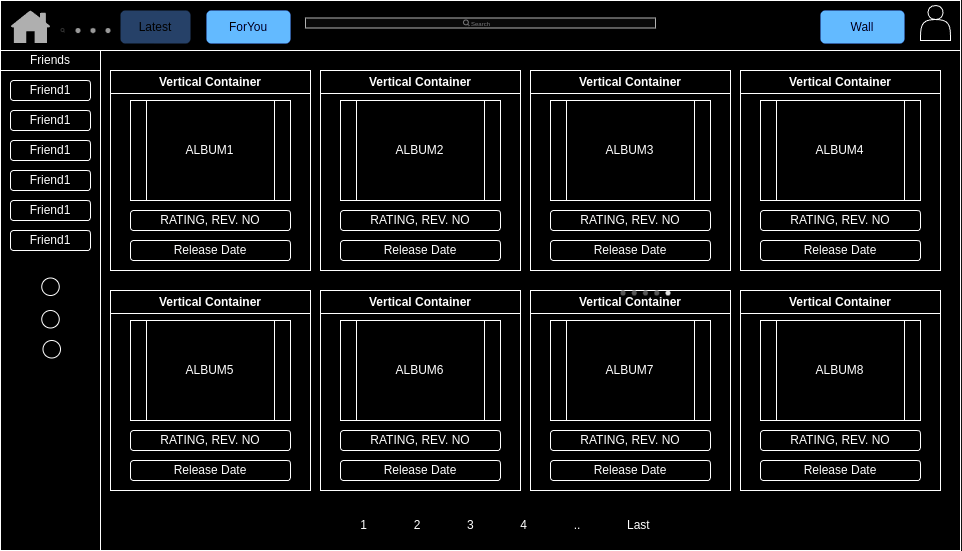 Latest
ForYou
Search
Wall
Friends
Friend1
Friend1
Friend1
Friend1
Friend1
Friend1
Vertical Container
ALBUM1
RATING, REV. NO
Release Date
Vertical Container
ALBUM2
RATING, REV. NO
Release Date
Vertical Container
ALBUM3
RATING, REV. NO
Release Date
Vertical Container
ALBUM4
RATING, REV. NO
Release Date
Vertical Container
ALBUM5
RATING, REV. NO
Release Date
Vertical Container
ALBUM6
RATING, REV. NO
Release Date
Vertical Container
ALBUM7
RATING, REV. NO
Release Date
Vertical Container
ALBUM8
RATING, REV. NO
Release Date
1 2 3 4 .. Last